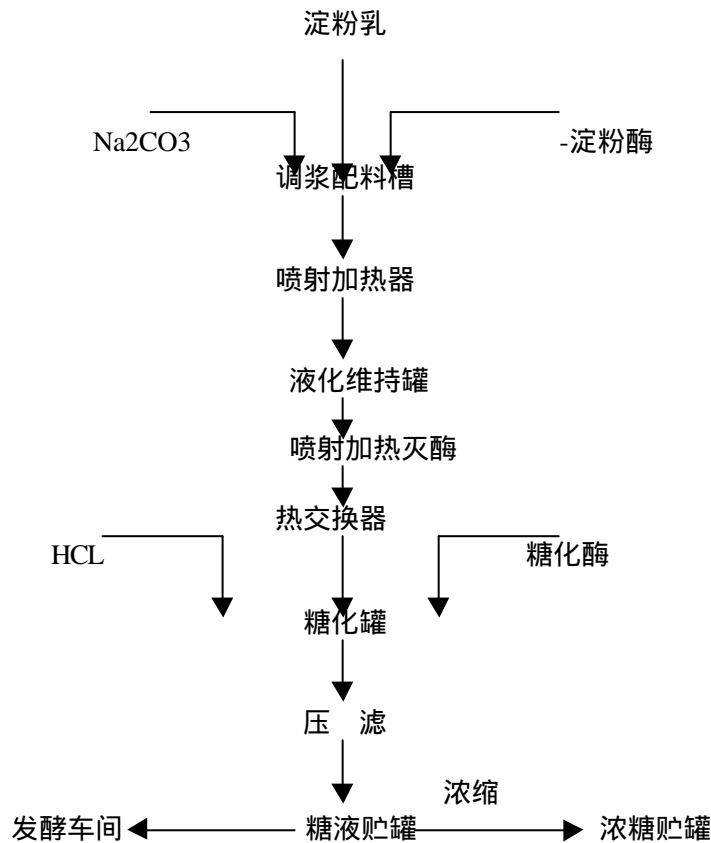 淀粉乳
Na2CO3
-淀粉酶
调浆配料槽
喷射加热器
液化维持罐
喷射加热灭酶
热交换器
HCL
糖化酶
糖化罐
压 滤
浓缩
发酵车间
糖液贮罐
浓糖贮罐